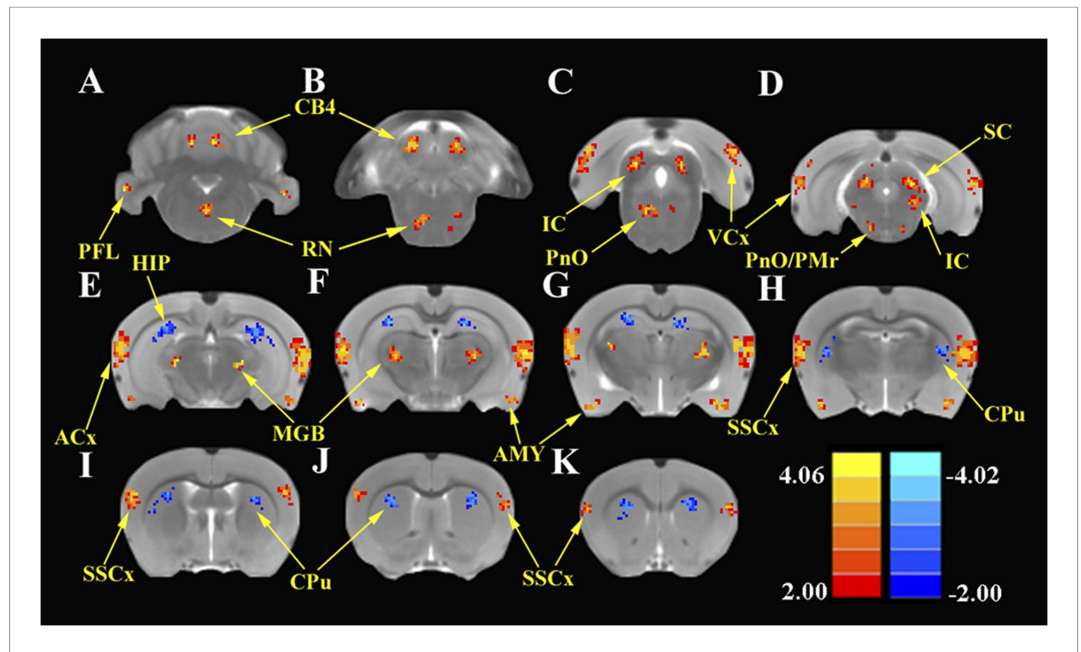 A
B
C
D
CB4
SC
PFL
RN
IC
PnO
VCx
PnO/PMr
IC
HIP
E
F
G
H
ACx
MGB
AMY
SSCx
CPu
I
J
K
SSCx
CPu
SSCx
4.06
-4.02
2.00
-2.00